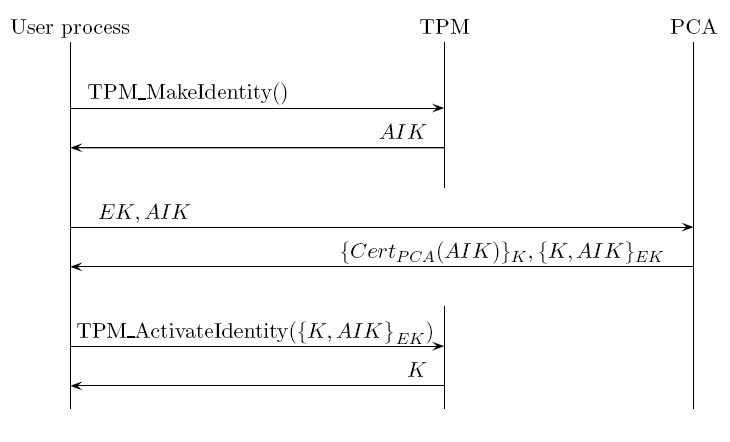 User process TPM PCA
TPM_MakeIdentity()
AIK
EK, AIK
{Cert_PCA(AIK)}_K, {K, AIK}_EK
TPM_ActivateIdentity({K, AIK}_EK)
K